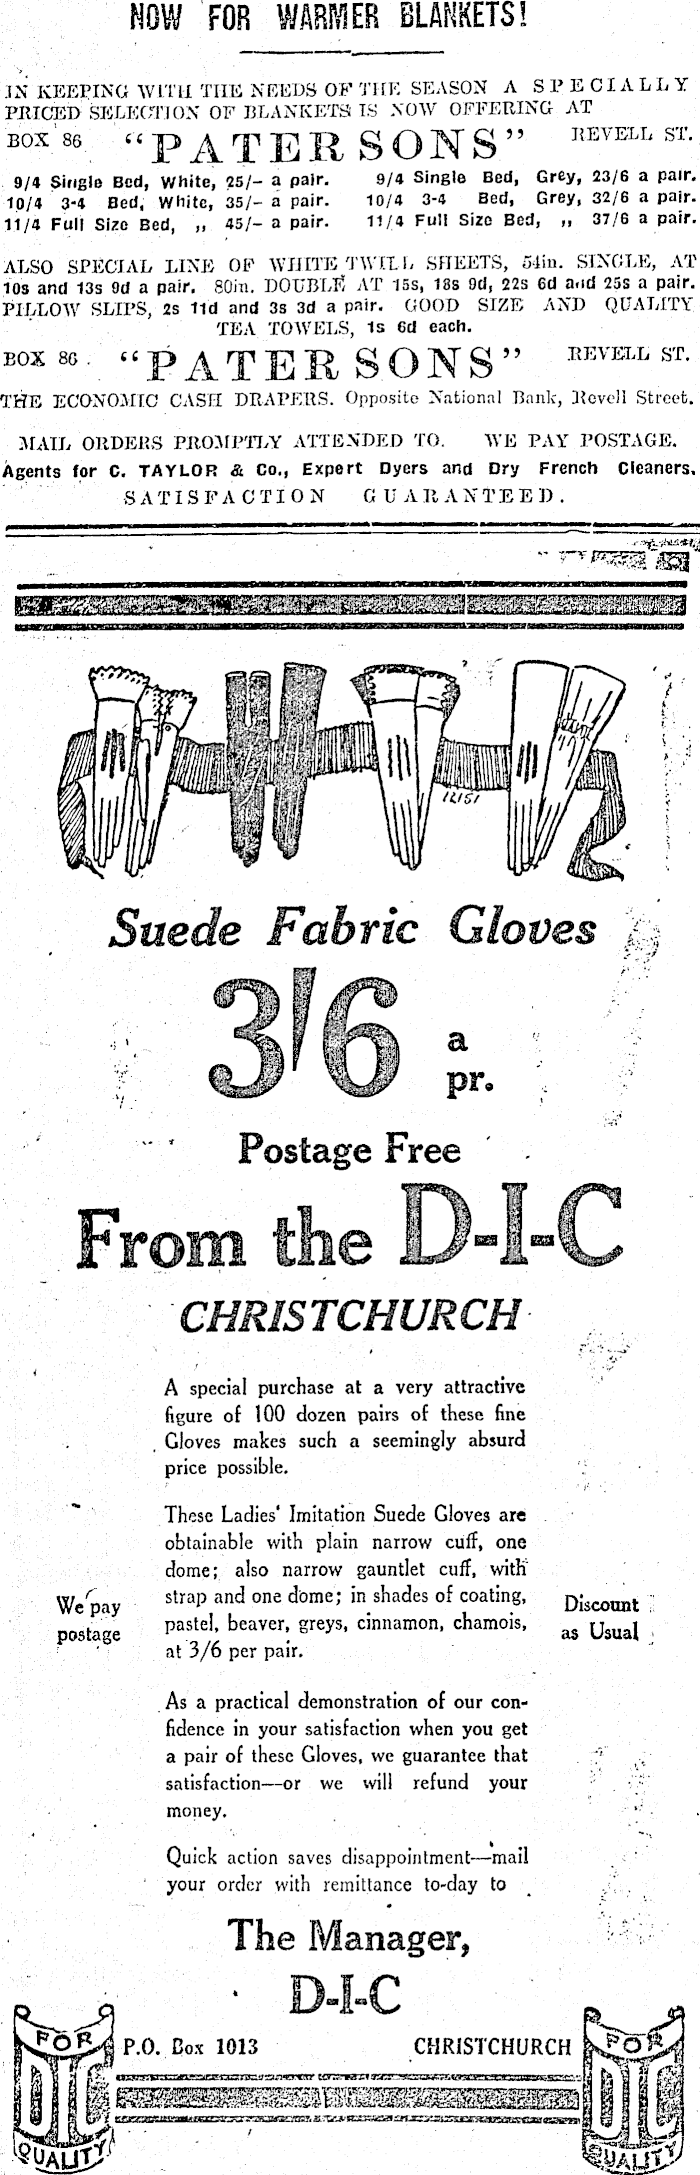 NOW FOR WARMER BLANKETS!
IN KEEPING WITH THE NEEDS OF THE SEASON A SPECIALLY
PRICED SELECTION OF BLANKETS IS NOW OFFERING AT
BOX 86 "PATERSONS" REVELL ST.
9/4 Single Bed, White, 25/- a pair. 9/4 Single Bed, Grey, 23/6 a pair.
10/4 3-4 Bed, White, 35/- a pair. 10/4 3-4 Bed, Grey, 32/6 a pair.
11/4 Full Size Bed, ,, 45/- a pair. 11/4 Full Size Bed, ,, 37/6 a pair.
ALSO SPECIAL LINE OF WHITE TWILL SHEETS, 54in. SINGLE, AT
10s and 13s 9d a pair. 80in. DOUBLE AT 15s, 18s 9d, 22s 6d and 25s a pair.
PILLOW SLIPS, 2s 11d and 3s 3d a pair. GOOD SIZE AND QUALITY
TEA TOWELS, 1s 6d each.
BOX 86. "PATERSONS" REVELL ST.
THE ECONOMIC CASH DRAPERS. Opposite National Bank, Revell Street.
MAIL ORDERS PROMPTLY ATTENDED TO. WE PAY POSTAGE.
Agents for C. TAYLOR & Co., Expert Dyers and Dry French Cleaners.
SATISFACTION GUARANTEED.
12151
Suede Fabric Gloves
3/6 a
pr.
Postage Free
From the D-I-C
CHRISTCHURCH
A special purchase at a very attractive
figure of 100 dozen pairs of these fine
Gloves makes such a seemingly absurd
price possible.
These Ladies' Imitation Suede Gloves are
obtainable with plain narrow cuff, one
dome; also narrow gauntlet cuff, with
strap and one dome; in shades of coating,
pastel, beaver, greys, cinnamon, chamois,
at 3/6 per pair.
We pay
postage
Discount
as Usual
As a practical demonstration of our con-
fidence in your satisfaction when you get
a pair of these Gloves, we guarantee that
satisfaction—or we will refund your
money.
Quick action saves disappointment—mail
your order with remittance to-day to
The Manager,
D-I-C
P.O. Box 1013 CHRISTCHURCH
FOR
DIC
QUALITY
FOR
DIC
QUALITY